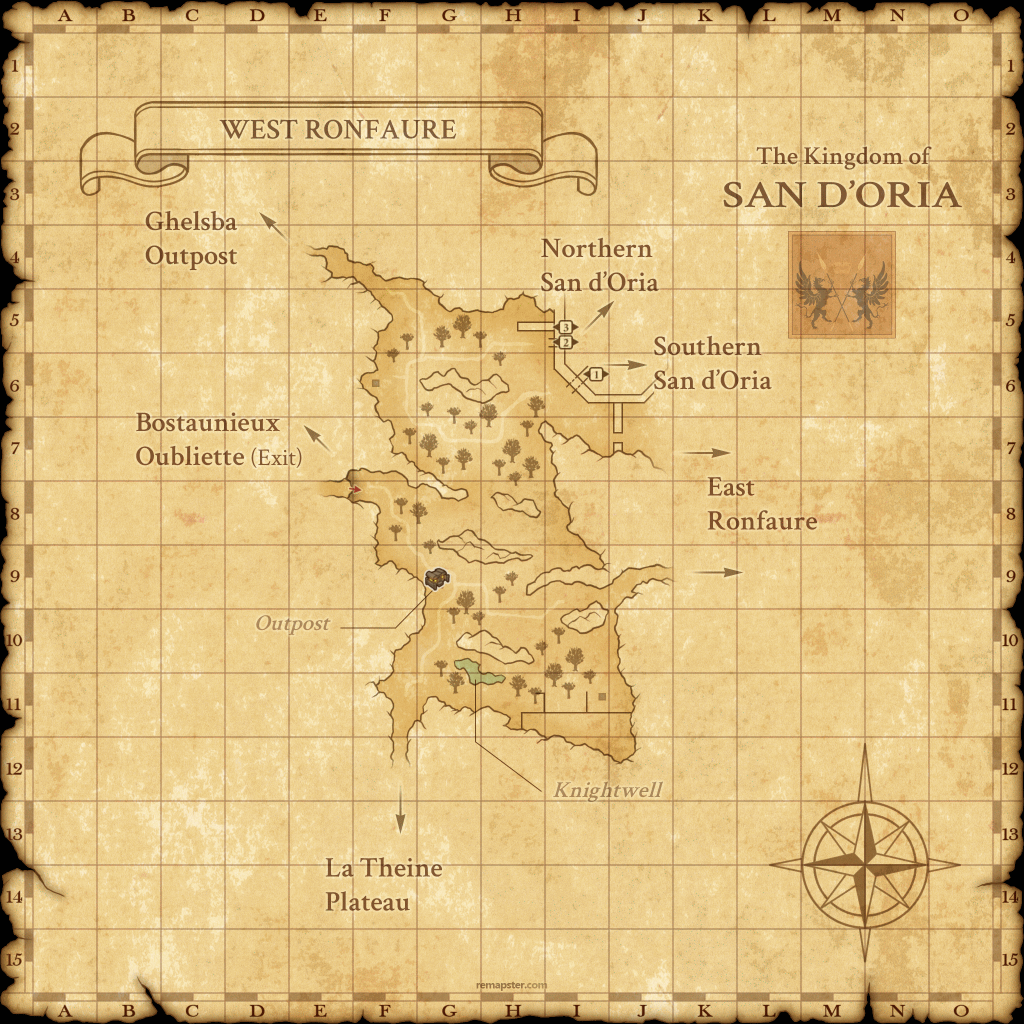 A B C D E F G H I J K L M N O
1 1
2 2
WEST RONFAURE
The Kingdom of
SAN D'ORIA
3 3
Ghelsba
Outpost
4 4
Northern
San d'Oria
5 5
3
2
Southern
San d'Oria
1
6 6
Bostaunieux
Oubliette (Exit)
7 7
East
Ronfaure
8 8
9 9
Outpost
10 10
11 11
12 12
Knightwell
13 13
La Theine
Plateau
14 14
15 15
remapster.com
A B C D E F G H I J K L M N O